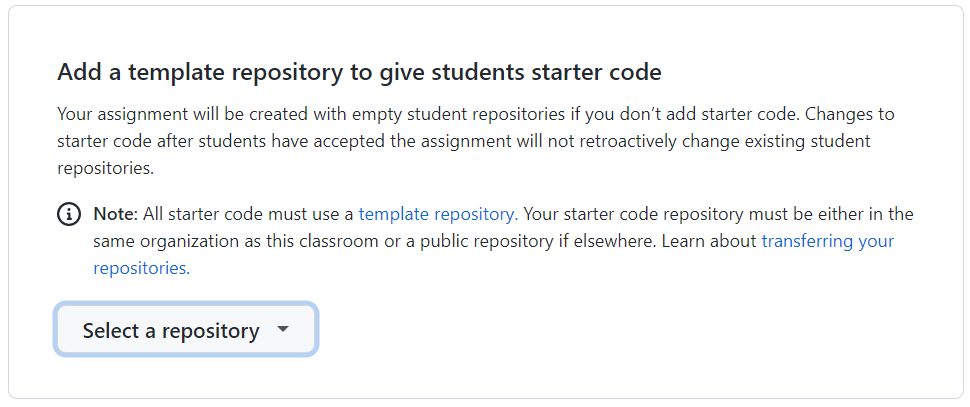 Add a template repository to give students starter code
Your assignment will be created with empty student repositories if you don’t add starter code. Changes to
starter code after students have accepted the assignment will not retroactively change existing student
repositories.
Note: All starter code must use a template repository. Your starter code repository must be either in the
same organization as this classroom or a public repository if elsewhere. Learn about transferring your
repositories.
Select a repository